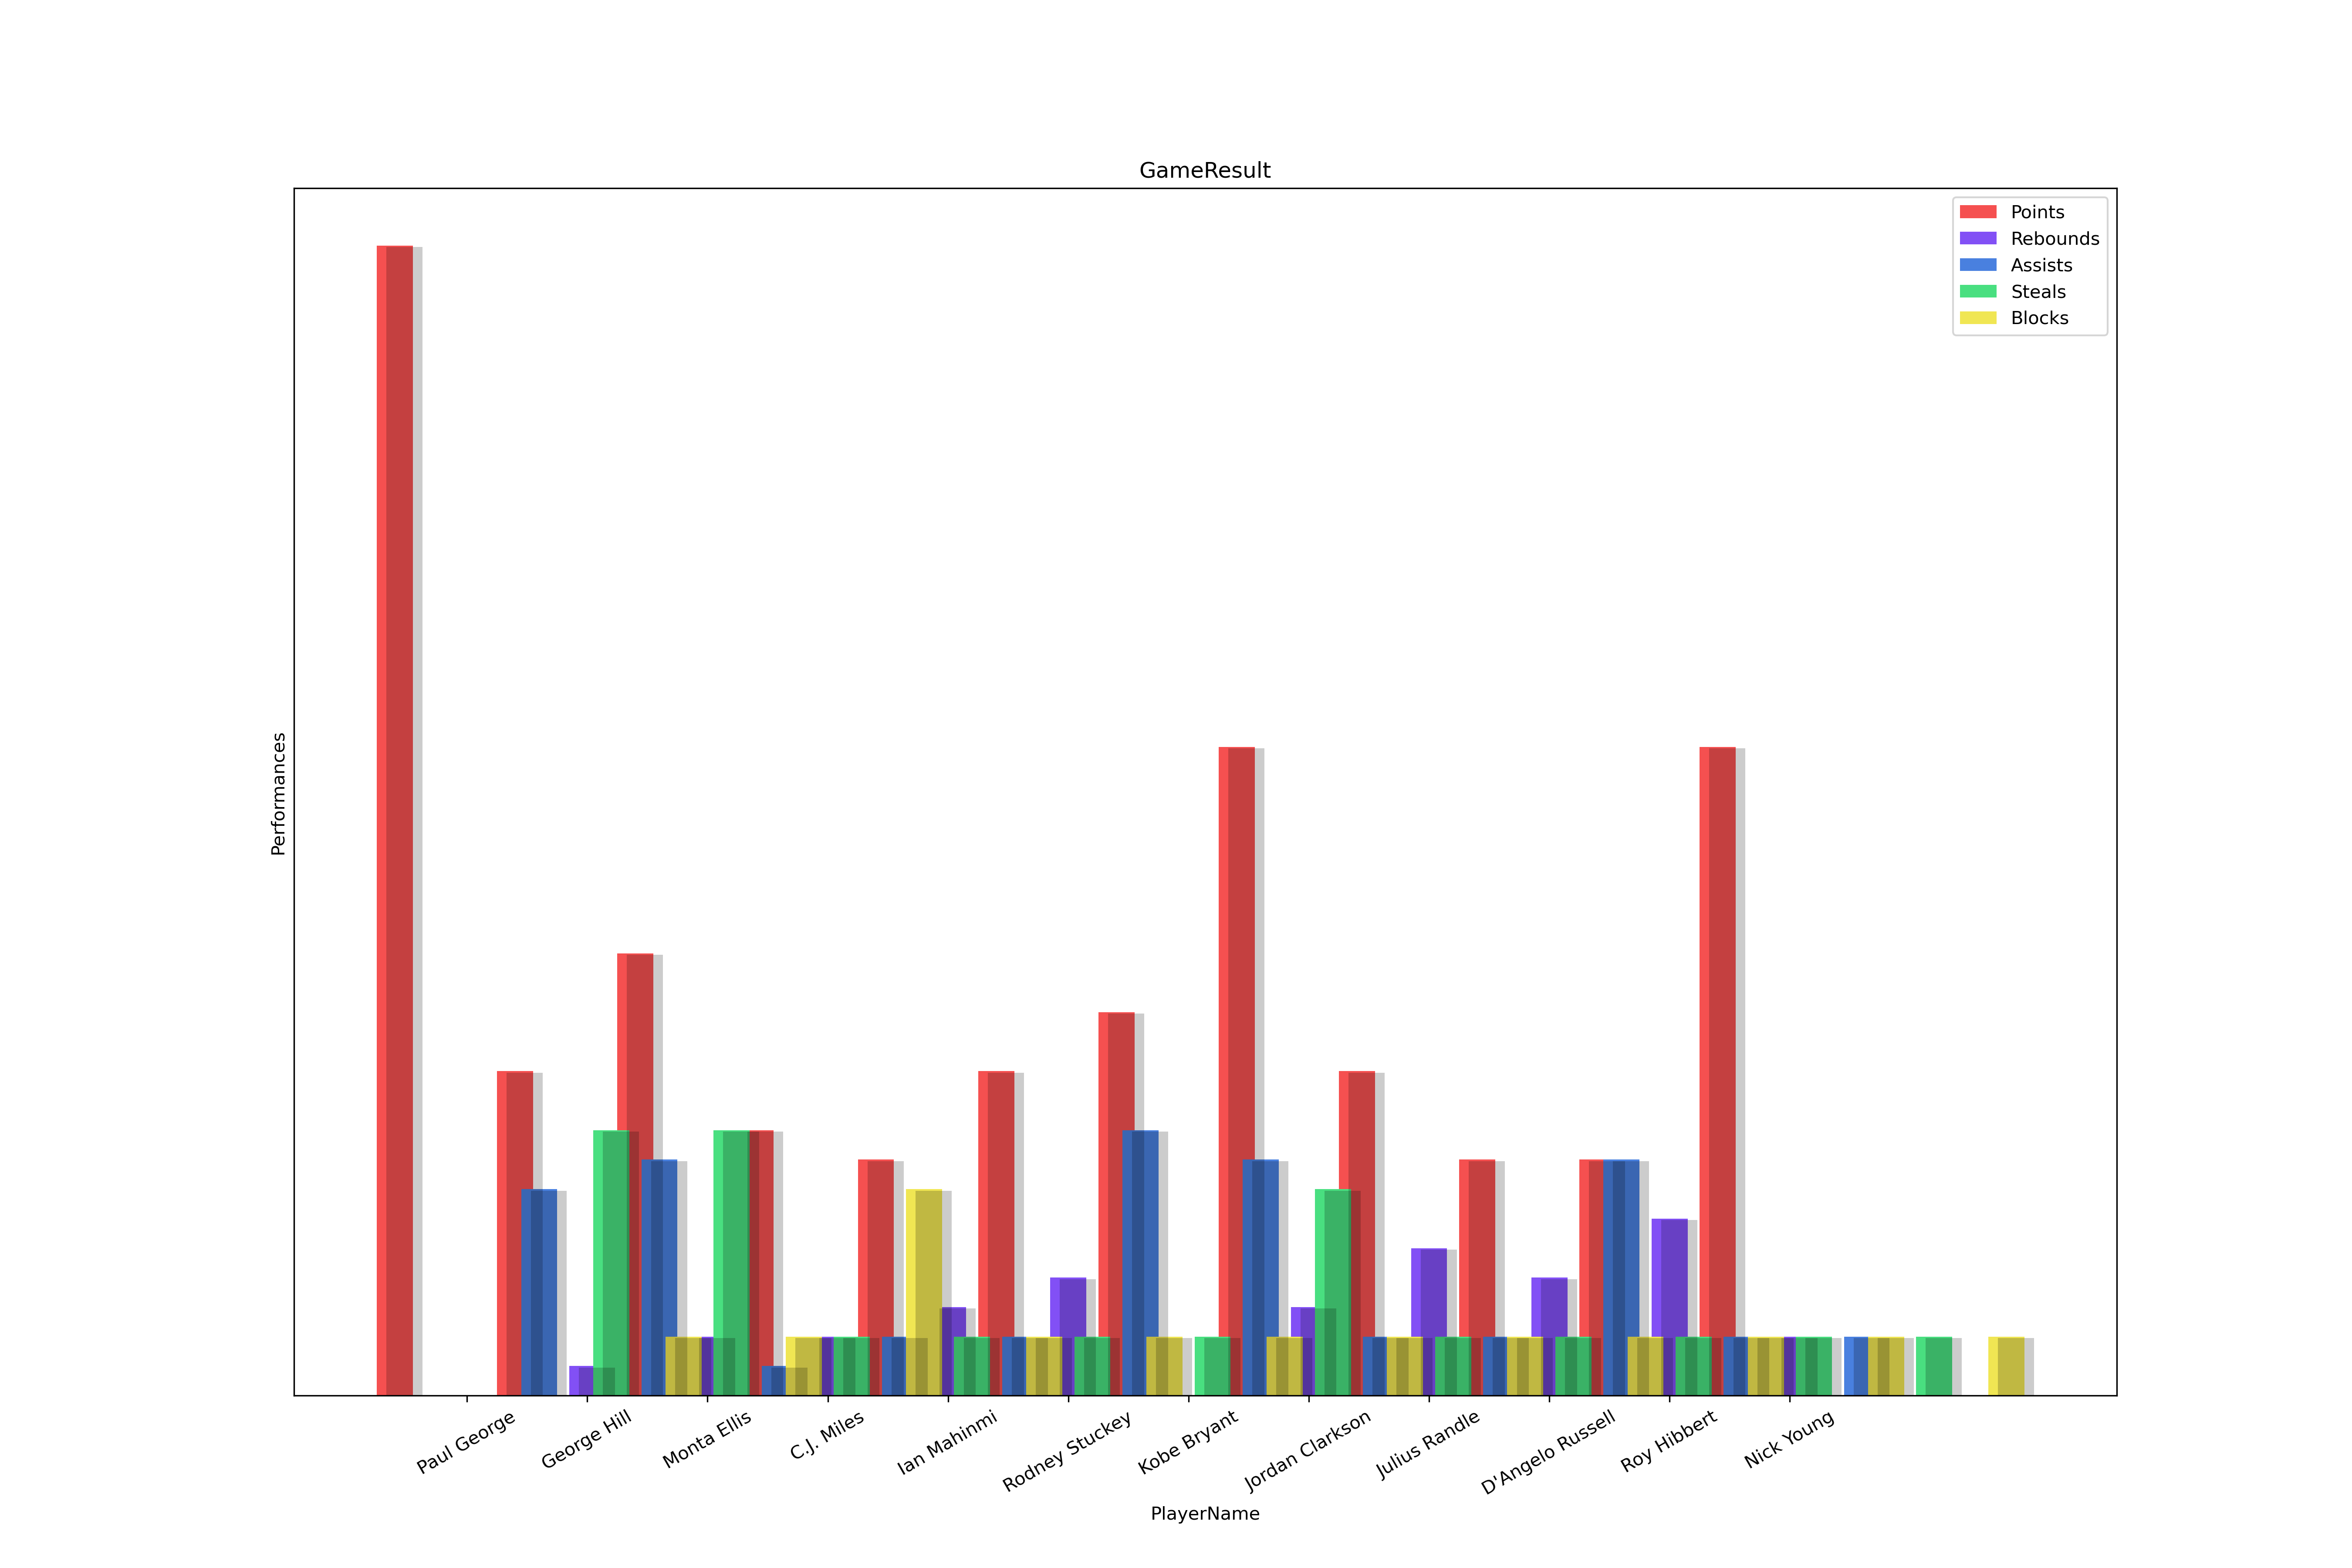 GameResult
Points
Rebounds
Assists
Steals
Blocks
Performances
Paul George
George Hill
Monta Ellis
C.J. Miles
Ian Mahinmi
Rodney Stuckey
Kobe Bryant
Jordan Clarkson
Julius Randle
D'Angelo Russell
Roy Hibbert
Nick Young
PlayerName